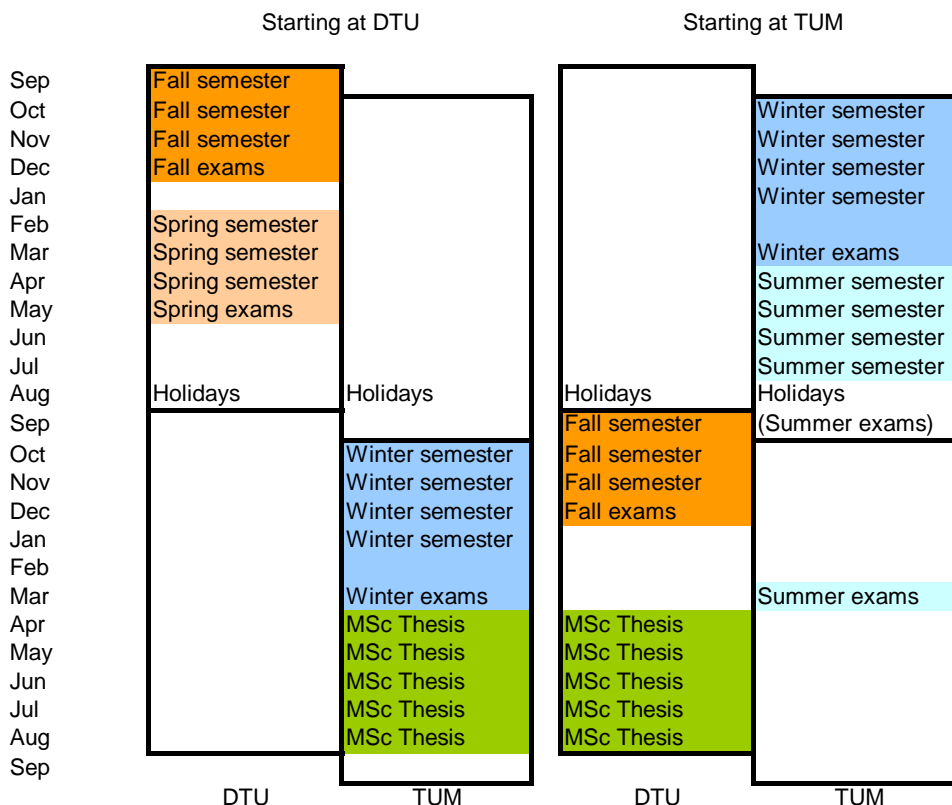 Starting at DTU Starting at TUM
Sep Fall semester
Oct Fall semester Winter semester
Nov Fall semester Winter semester
Dec Fall exams Winter semester
Jan Winter semester
Feb Spring semester
Mar Spring semester Winter exams
Apr Spring semester Summer semester
May Spring exams Summer semester
Jun Summer semester
Jul Summer semester
Aug Holidays Holidays Holidays Holidays
Sep Fall semester (Summer exams)
Oct Winter semester Fall semester
Nov Winter semester Fall semester
Dec Winter semester Fall exams
Jan Winter semester
Feb
Mar Winter exams Summer exams
Apr MSc Thesis MSc Thesis
May MSc Thesis MSc Thesis
Jun MSc Thesis MSc Thesis
Jul MSc Thesis MSc Thesis
Aug MSc Thesis MSc Thesis
Sep
DTU TUM DTU TUM